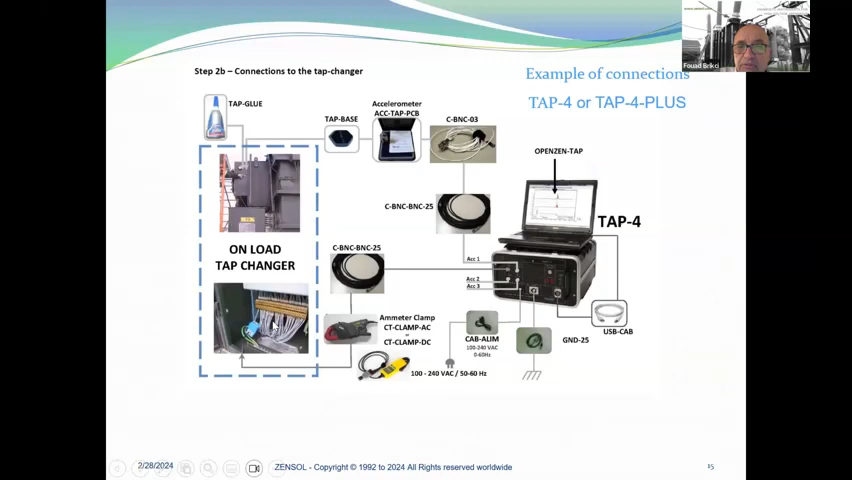 Fouad Brikci
Step 2b – Connections to the tap-changer
Example of connections
TAP-4 or TAP-4-PLUS
TAP-GLUE
TAP-BASE
Accelerometer
ACC-TAP-PCB
C-BNC-03
OPENZEN-TAP
C-BNC-BNC-25
TAP-4
ON LOAD
TAP CHANGER
C-BNC-BNC-25
Acc 1
Acc 2
Acc 3
Ammeter Clamp
CT-CLAMP-AC
CT-CLAMP-DC
CAB-ALIM
100-240 VAC
0-60Hz
GND-25
USB-CAB
100 - 240 VAC / 50-60 Hz
2/28/2024
ZENSOL - Copyright © 1992 to 2024 All Rights reserved worldwide
15